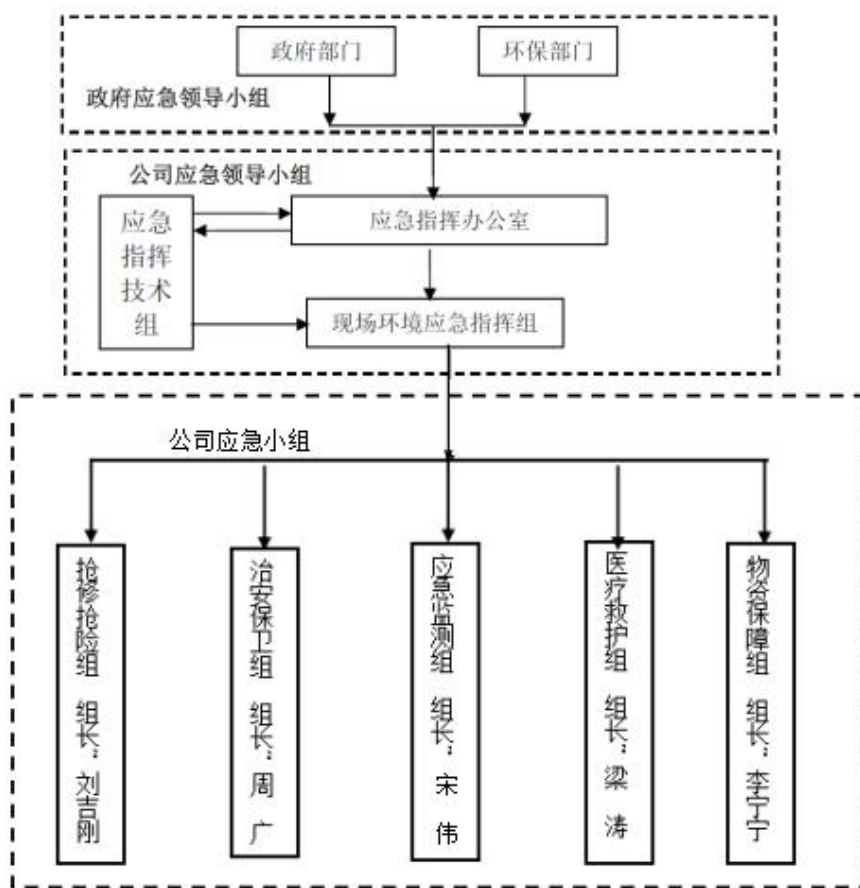 政府部门
环保部门
政府应急领导小组
公司应急领导小组
应急
指挥
技术
组
应急指挥办公室
现场环境应急指挥组
公司应急小组
抢修抢险组 组长：刘吉刚
治安保卫组 组长：周 广
应急监测组 组长：宋 伟
医疗救护组 组长：梁 涛
物资保障组 组长：李宁宁